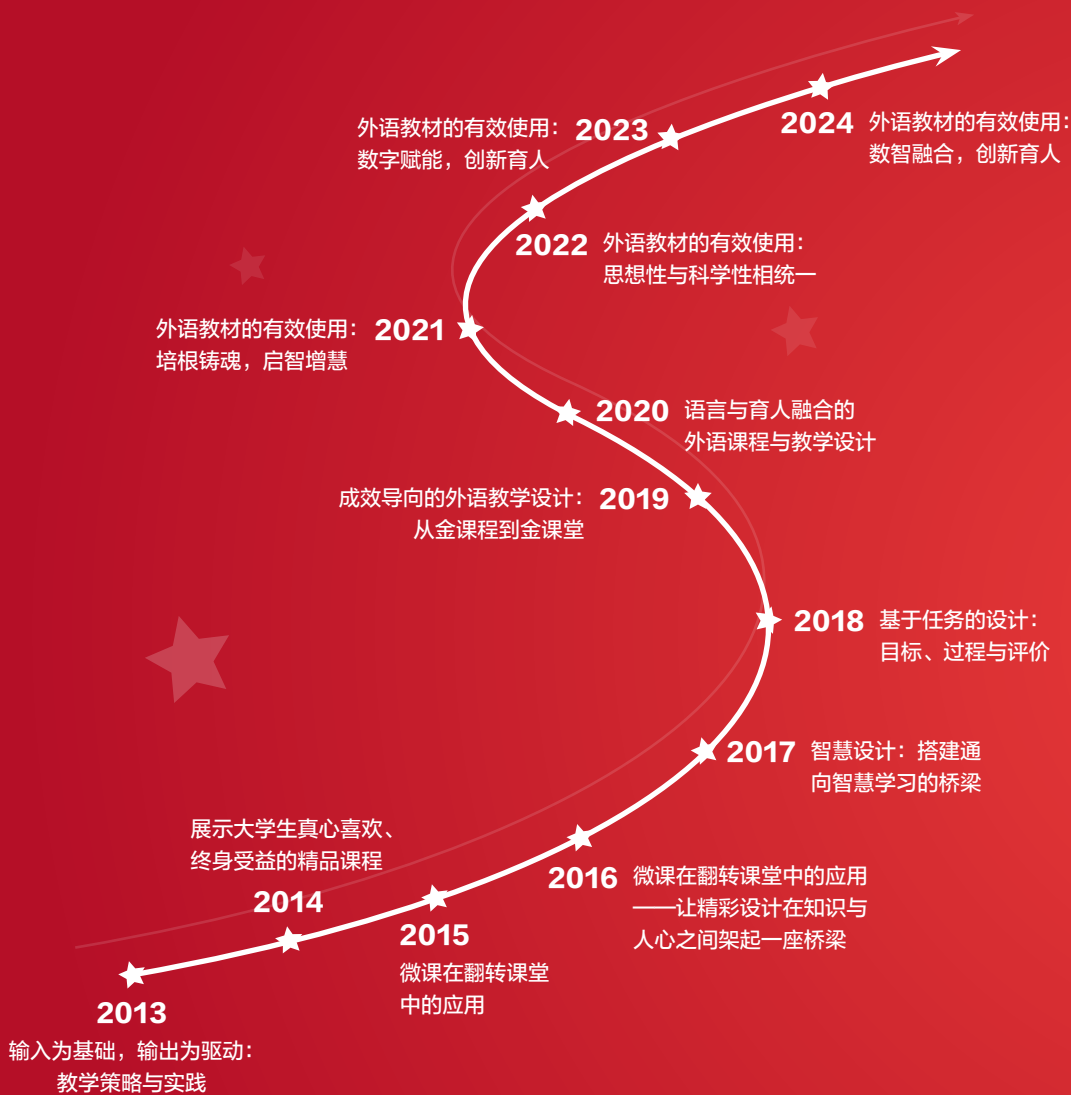 2024
外语教材的有效使用：
数智融合，创新育人
外语教材的有效使用：
数字赋能，创新育人
2023
2022
外语教材的有效使用：
思想性与科学性相统一
外语教材的有效使用：
培根铸魂，启智增慧
2021
2020
语言与育人融合的
外语课程与教学设计
成效导向的外语教学设计：
从金课程到金课堂
2019
2018
基于任务的设计：
目标、过程与评价
2017
智慧设计：搭建通
向智慧学习的桥梁
2016
微课在翻转课堂中的应用
——让精彩设计在知识与
人心之间架起一座桥梁
展示大学生真心喜欢、
终身受益的精品课程
2014
2015
微课在翻转课堂
中的应用
2013
输入为基础，输出为驱动：
教学策略与实践